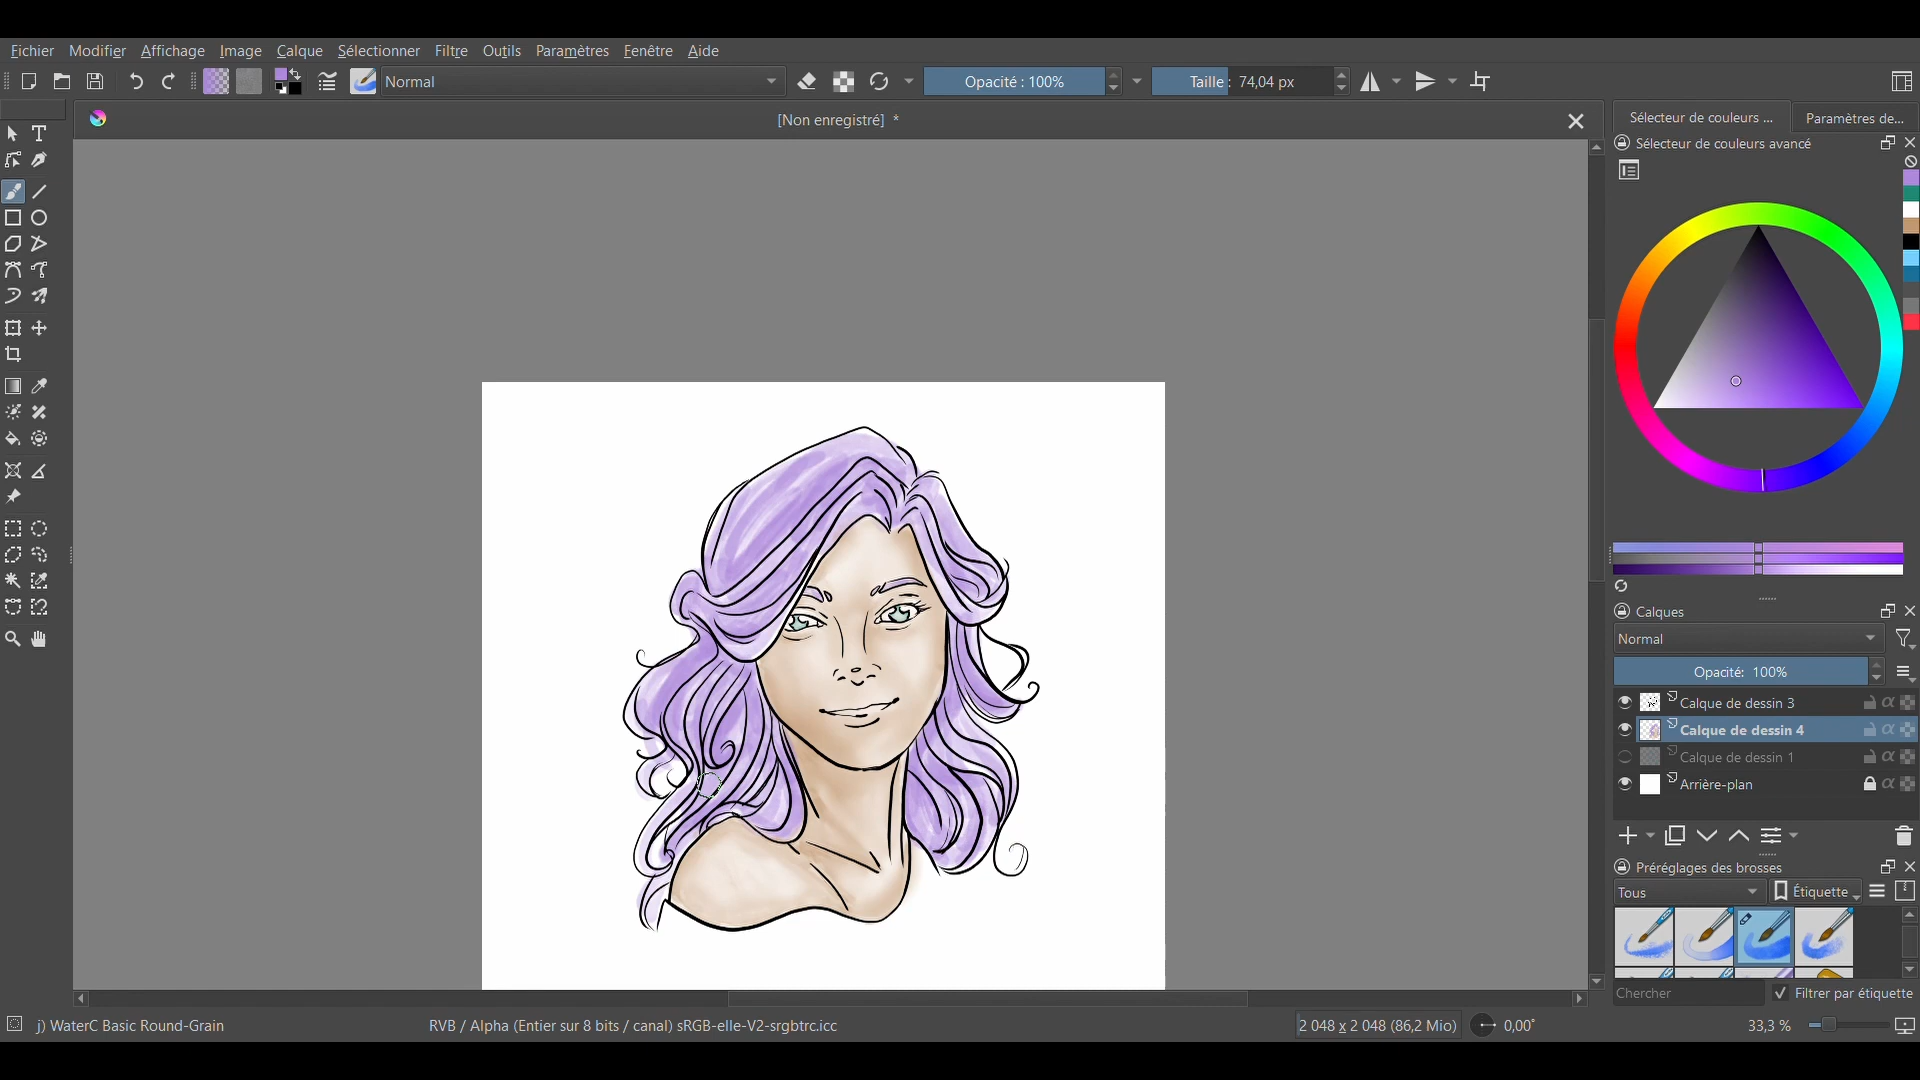 Fichier Modifier Affichage Image Calque Sélectionner Filtre Outils Paramètres Fenêtre Aide
Normal Opacité : 100% Taille : 74,04 px
[Non enregistré] *
Sélecteur de couleurs ... Paramètres de...
Sélecteur de couleurs avancé
Calques
Normal
Opacité: 100%
Calque de dessin 3
Calque de dessin 4
Calque de dessin 1
Arrière-plan
Préréglages des brosses
Tous Étiquette
Chercher Filtrer par étiquette
j) WaterC Basic Round-Grain RVB / Alpha (Entier sur 8 bits / canal) sRGB-elle-V2-srgbtrc.icc 2 048 x 2 048 (86,2 Mio) 0,00° 33,3 %